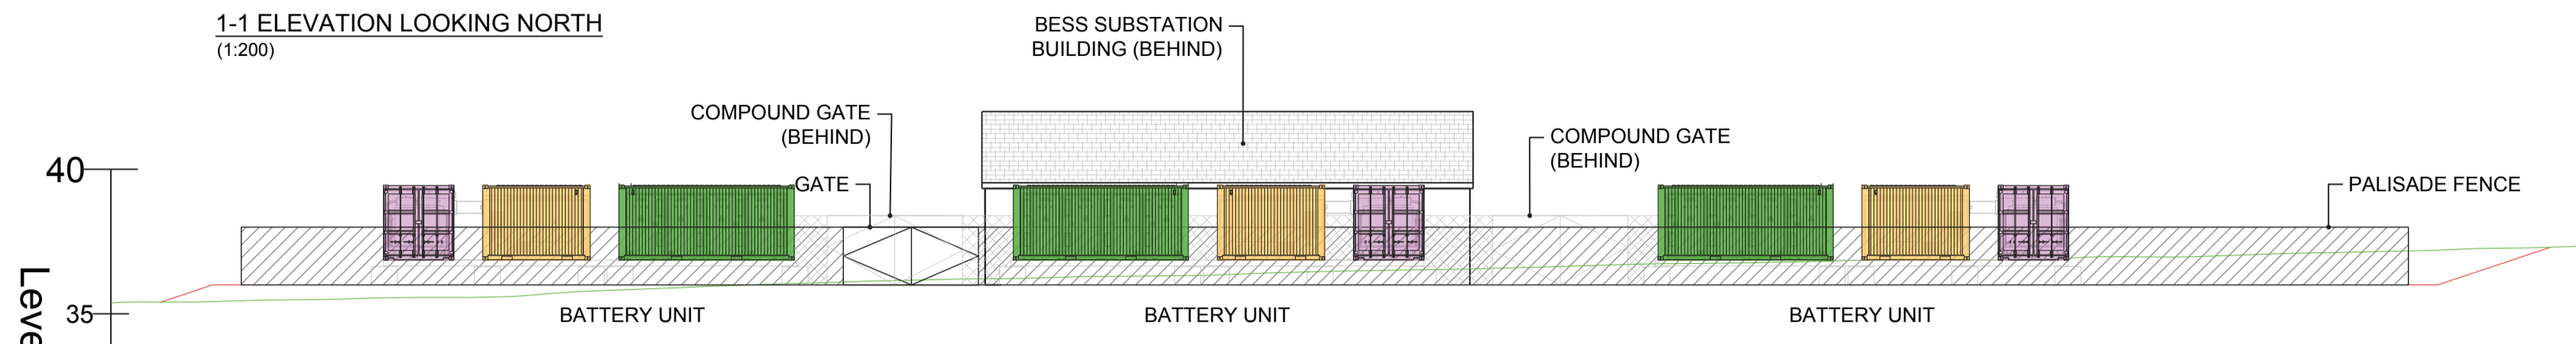 1-1 ELEVATION LOOKING NORTH
(1:200)
BESS SUBSTATION
BUILDING (BEHIND)
COMPOUND GATE
(BEHIND)
COMPOUND GATE
(BEHIND)
GATE
PALISADE FENCE
40
35
Leve
BATTERY UNIT
BATTERY UNIT
BATTERY UNIT